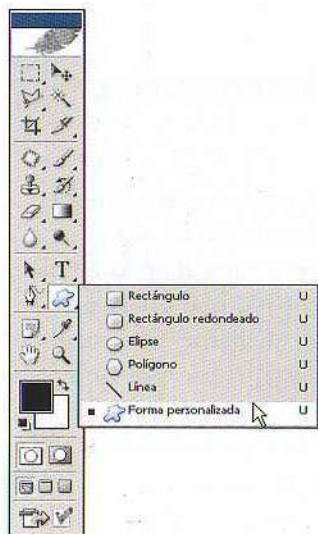 T
Rectángulo U
Rectángulo redondeado U
Elipse U
Polígono U
Línea U
Forma personalizada U